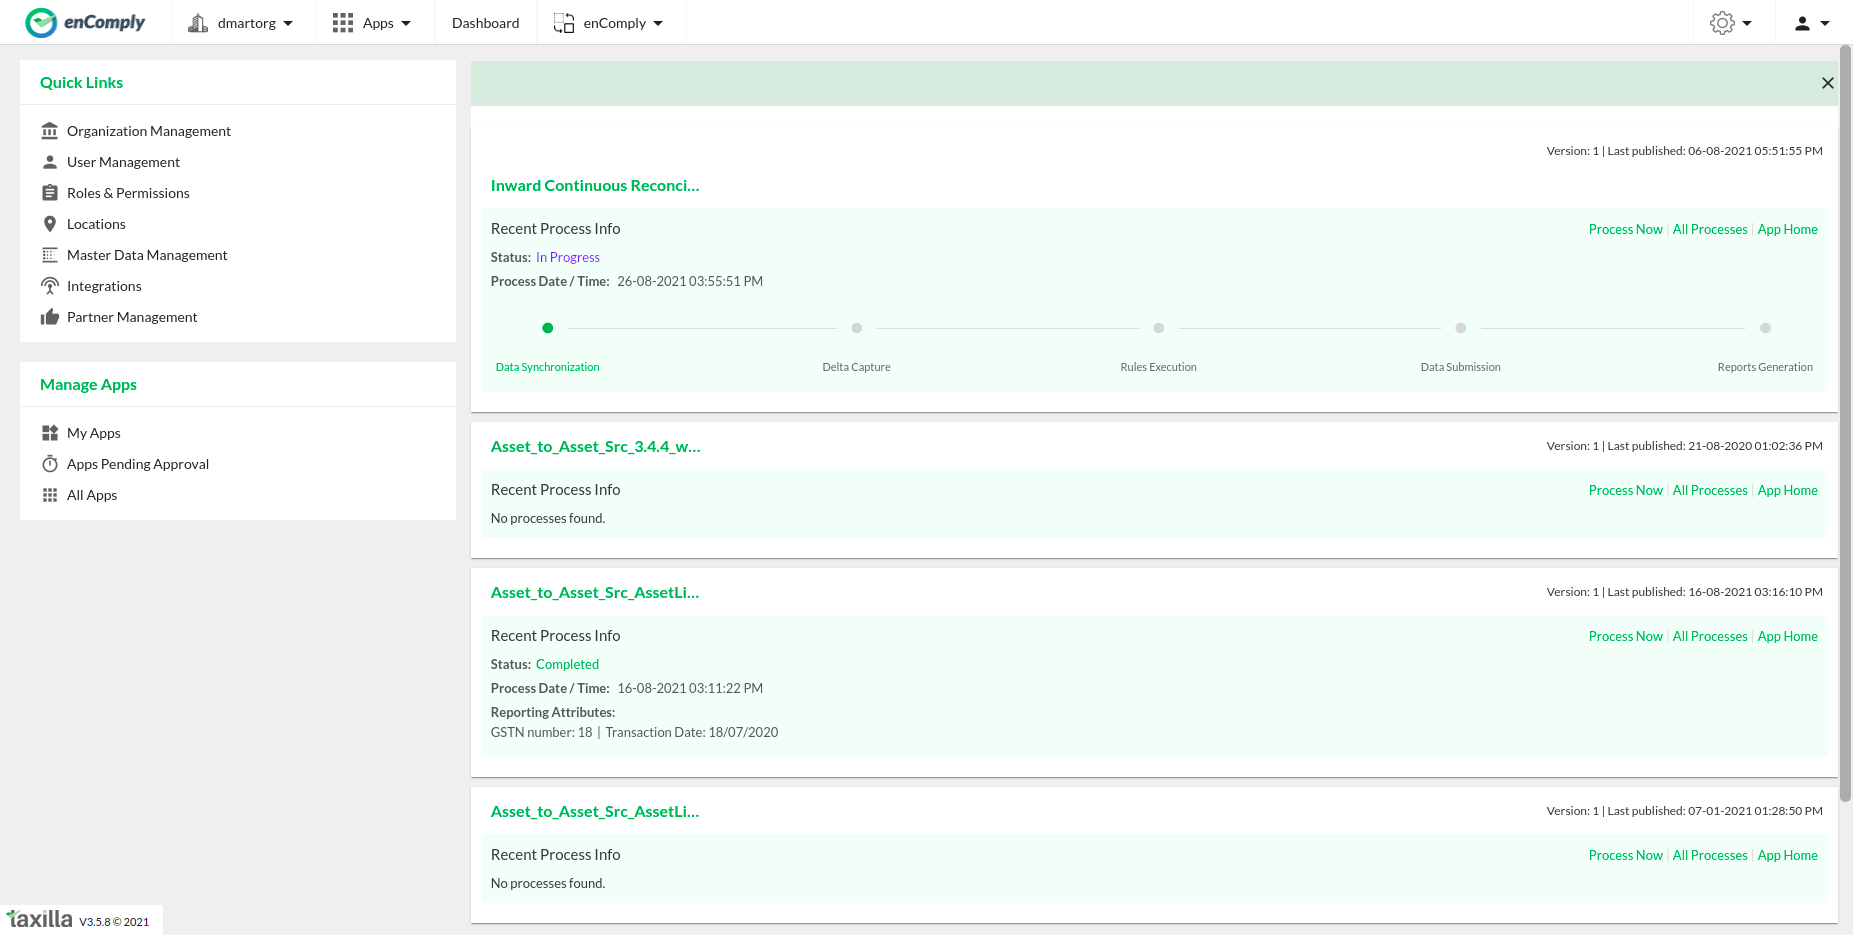 enComply
dmartorg
Apps
Dashboard
enComply
Quick Links
Organization Management
User Management
Roles & Permissions
Locations
Master Data Management
Integrations
Partner Management
Manage Apps
My Apps
Apps Pending Approval
All Apps
Version: 1 | Last published: 06-08-2021 05:51:55 PM
Inward Continuous Reconci...
Recent Process Info
Process Now | All Processes | App Home
Status: In Progress
Process Date / Time: 26-08-2021 03:55:51 PM
Data Synchronization
Delta Capture
Rules Execution
Data Submission
Reports Generation
Asset_to_Asset_Src_3.4.4_w...
Version: 1 | Last published: 21-08-2020 01:02:36 PM
Recent Process Info
Process Now | All Processes | App Home
No processes found.
Asset_to_Asset_Src_AssetLi...
Version: 1 | Last published: 16-08-2021 03:16:10 PM
Recent Process Info
Process Now | All Processes | App Home
Status: Completed
Process Date / Time: 16-08-2021 03:11:22 PM
Reporting Attributes:
GSTN number: 18 | Transaction Date: 18/07/2020
Asset_to_Asset_Src_AssetLi...
Version: 1 | Last published: 07-01-2021 01:28:50 PM
Recent Process Info
Process Now | All Processes | App Home
No processes found.
taxilla V3.5.8 © 2021